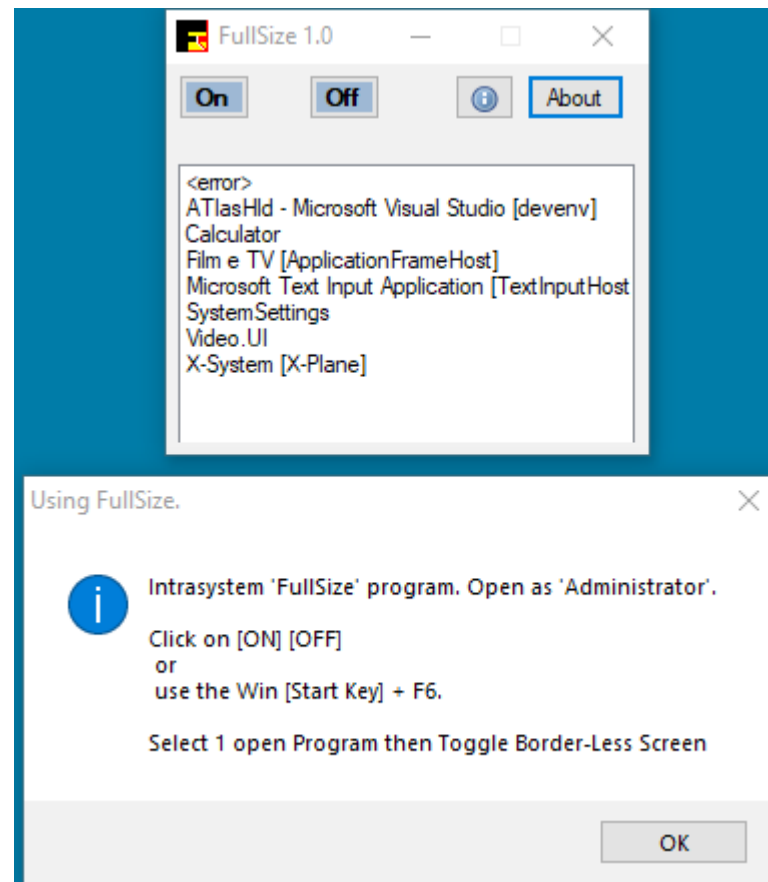 FullSize 1.0
On Off About
<error>
ATlasHld - Microsoft Visual Studio [devenv]
Calculator
Film e TV [ApplicationFrameHost]
Microsoft Text Input Application [TextInputHost
SystemSettings
Video.UI
X-System [X-Plane]
Using FullSize.
Intrasystem 'FullSize' program. Open as 'Administrator'.
Click on [ON] [OFF]
or
use the Win [Start Key] + F6.
Select 1 open Program then Toggle Border-Less Screen
OK